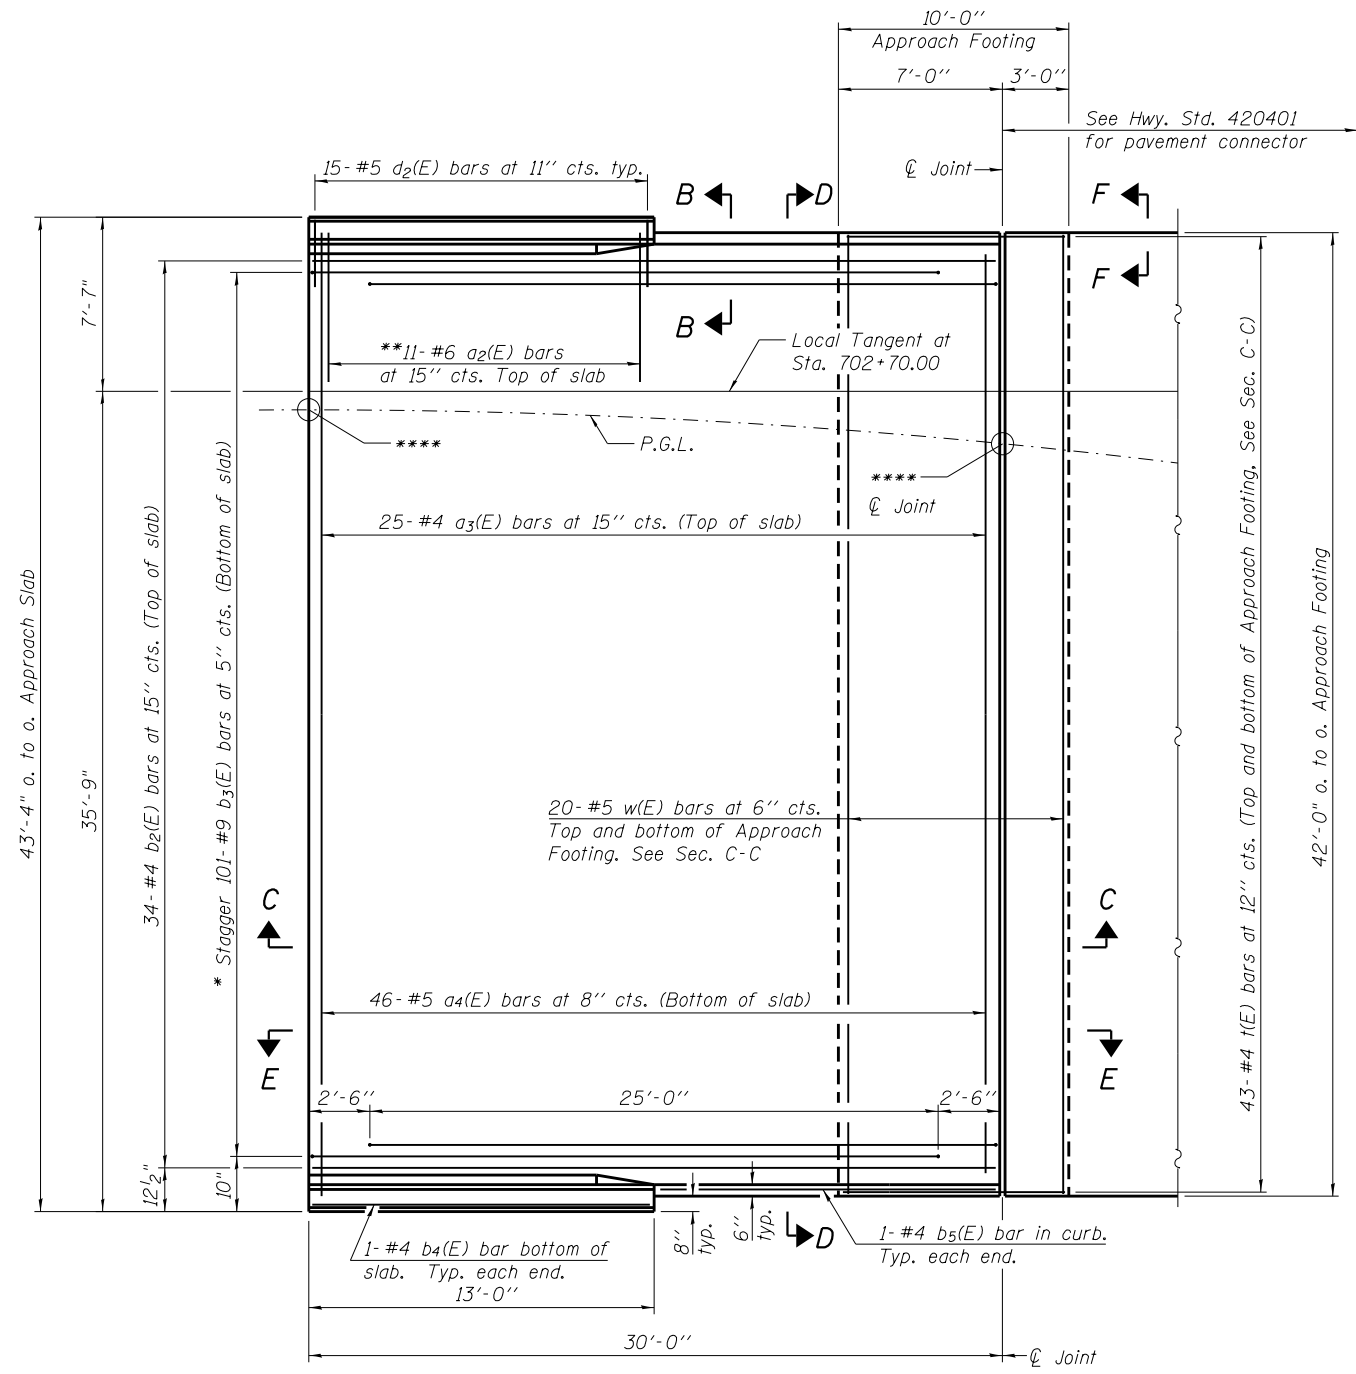 10'-0"
Approach Footing
7'-0"
3'-0"
See Hwy. Std. 420401
for pavement connector
℄ Joint
15-#5 d2(E) bars at 11" cts. typ.
B
D
F
F
B
7'-7"
**11-#6 a2(E) bars
at 15" cts. Top of slab
Local Tangent at
Sta. 702+70.00
****
P.G.L.
****
℄ Joint
25-#4 a3(E) bars at 15" cts. (Top of slab)
43'-4" o. to o. Approach Slab
35'-9"
34-#4 b2(E) bars at 15" cts. (Top of slab)
* Stagger 101-#9 b3(E) bars at 5" cts. (Bottom of slab)
43-#4 t(E) bars at 12" cts. (Top and bottom of Approach Footing, See Sec. C-C)
42'-0" o. to o. Approach Footing
20-#5 w(E) bars at 6" cts.
Top and bottom of Approach
Footing. See Sec. C-C
C
C
46-#5 a4(E) bars at 8" cts. (Bottom of slab)
E
E
2'-6"
25'-0"
2'-6"
12½"
10"
8"
typ.
6"
typ.
D
1-#4 b4(E) bar bottom of
slab. Typ. each end.
1-#4 b5(E) bar in curb.
Typ. each end.
13'-0"
30'-0"
℄ Joint